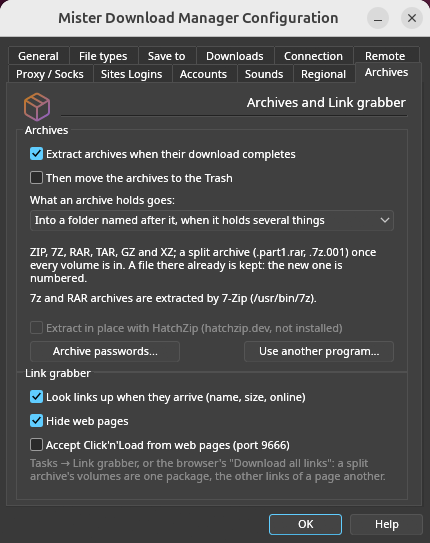 Mister Download Manager Configuration
General
File types
Save to
Downloads
Connection
Remote
Proxy / Socks
Sites Logins
Accounts
Sounds
Regional
Archives
Archives and Link grabber
Archives
Extract archives when their download completes
Then move the archives to the Trash
What an archive holds goes:
Into a folder named after it, when it holds several things
ZIP, 7Z, RAR, TAR, GZ and XZ; a split archive (.part1.rar, .7z.001) once
every volume is in. A file there already is kept: the new one is
numbered.
7z and RAR archives are extracted by 7-Zip (/usr/bin/7z).
Extract in place with HatchZip (hatchzip.dev, not installed)
Archive passwords...
Use another program...
Link grabber
Look links up when they arrive (name, size, online)
Hide web pages
Accept Click'n'Load from web pages (port 9666)
Tasks → Link grabber, or the browser's "Download all links": a split
archive's volumes are one package, the other links of a page another.
OK
Help